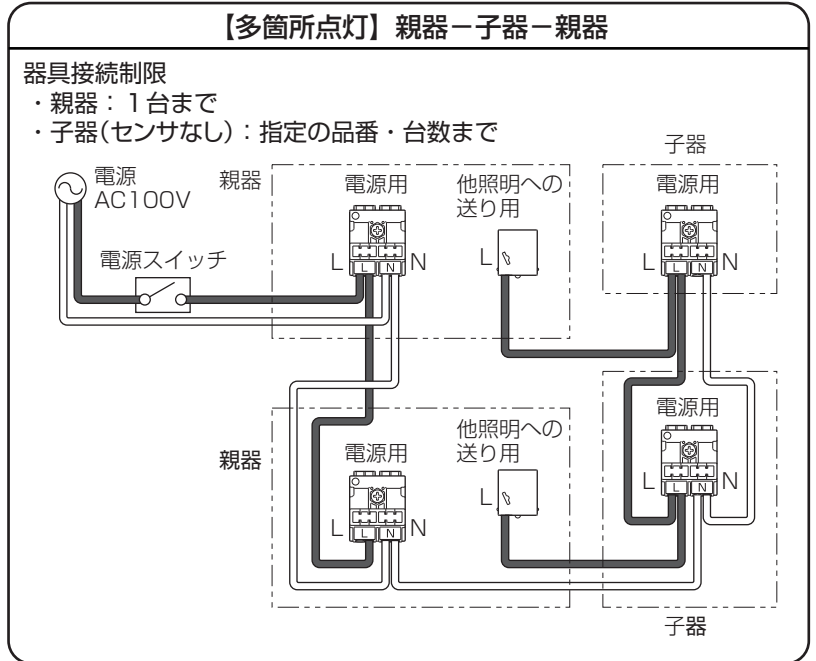 【多箇所点灯】親器－子器－親器
器具接続制限
・親器：１台まで
・子器（センサなし）：指定の品番・台数まで
電源
AC100V
電源スイッチ
親器
電源用
L
L
N
N
他照明への
送り用
L
子器
電源用
L
L
N
N
親器
電源用
L
L
N
N
他照明への
送り用
L
電源用
L
L
N
N
子器